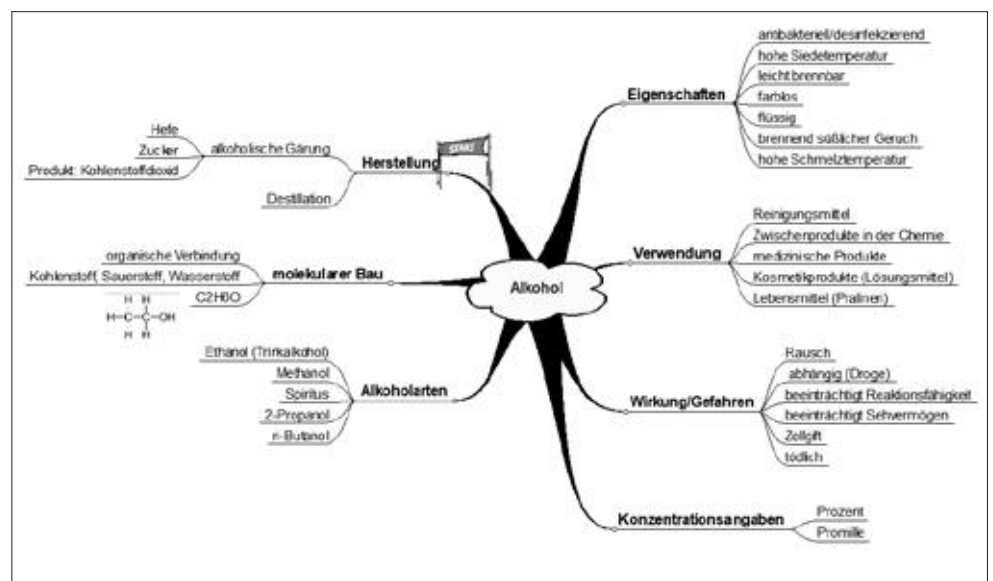 Alkohol
Eigenschaften
antibakteriell/desinfekzierend
hohe Siedetemperatur
leicht brennbar
farblos
flüssig
brennend süßlicher Geruch
hohe Schmelztemperatur
Verwendung
Reinigungsmittel
Zwischenprodukte in der Chemie
medizinische Produkte
Kosmetikprodukte (Lösungsmittel)
Lebensmittel (Pralinen)
Wirkung/Gefahren
Rausch
abhängig (Droge)
beeinträchtigt Reaktionsfähigkeit
beeinträchtigt Sehvermögen
Zellgift
tödlich
Konzentrationsangaben
Prozent
Promille
Herstellung
alkoholische Gärung
Hefe
Zucker
Produkt: Kohlenstoffdioxid
Destillation
molekularer Bau
organische Verbindung
Kohlenstoff, Sauerstoff, Wasserstoff
C2H6O
H H
H-C-C-OH
H H
Alkoholarten
Ethanol (Trinkalkohol)
Methanol
Spiritus
2-Propanol
n-Butanol